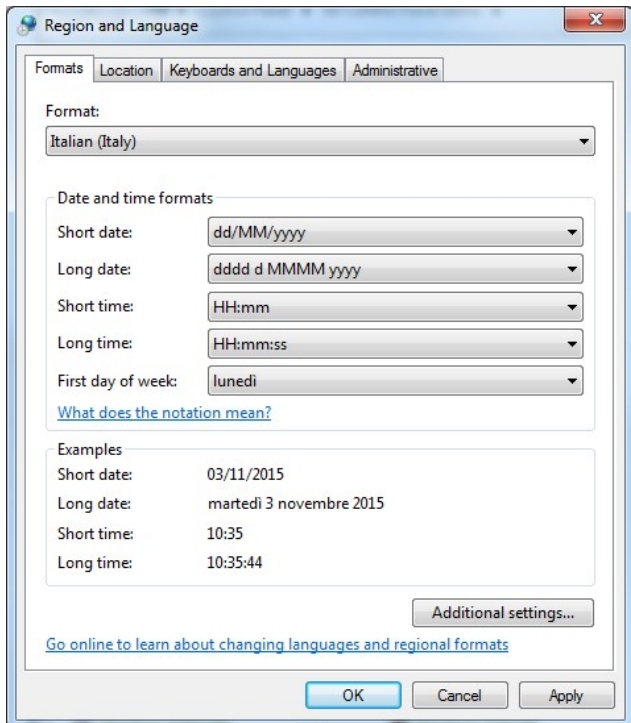 Region and Language
Formats Location Keyboards and Languages Administrative
Format:
Italian (Italy)
Date and time formats
Short date: dd/MM/yyyy
Long date: dddd d MMMM yyyy
Short time: HH:mm
Long time: HH:mm:ss
First day of week: lunedì
What does the notation mean?
Examples
Short date: 03/11/2015
Long date: martedì 3 novembre 2015
Short time: 10:35
Long time: 10:35:44
Additional settings...
Go online to learn about changing languages and regional formats
OK Cancel Apply